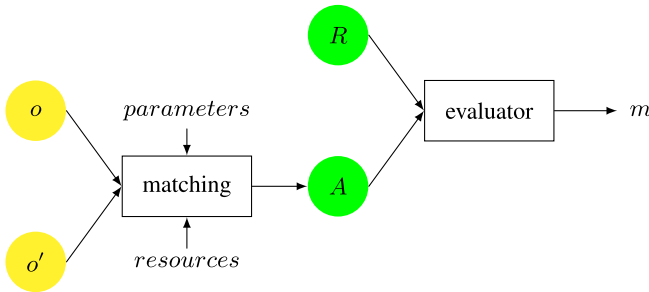 R
o
parameters
evaluator
m
matching
A
o′
resources